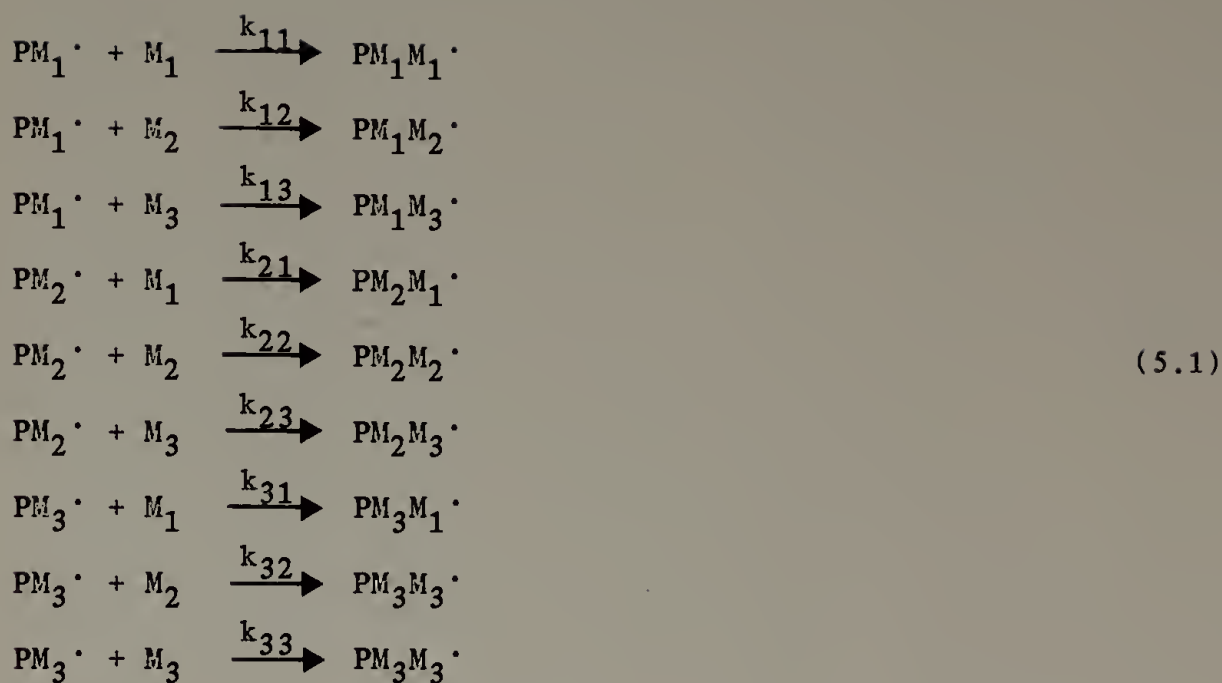 PM₁· + M₁ —k₁₁→ PM₁M₁·
PM₁· + M₂ —k₁₂→ PM₁M₂·
PM₁· + M₃ —k₁₃→ PM₁M₃·
PM₂· + M₁ —k₂₁→ PM₂M₁·
PM₂· + M₂ —k₂₂→ PM₂M₂· (5.1)
PM₂· + M₃ —k₂₃→ PM₂M₃·
PM₃· + M₁ —k₃₁→ PM₃M₁·
PM₃· + M₂ —k₃₂→ PM₃M₃·
PM₃· + M₃ —k₃₃→ PM₃M₃·